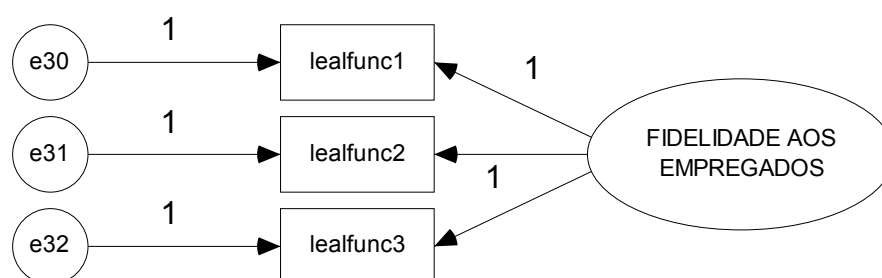 1
e30
lealfunc1
1
1
e31
lealfunc2
FIDELIDADE AOS
EMPREGADOS
1
1
e32
lealfunc3